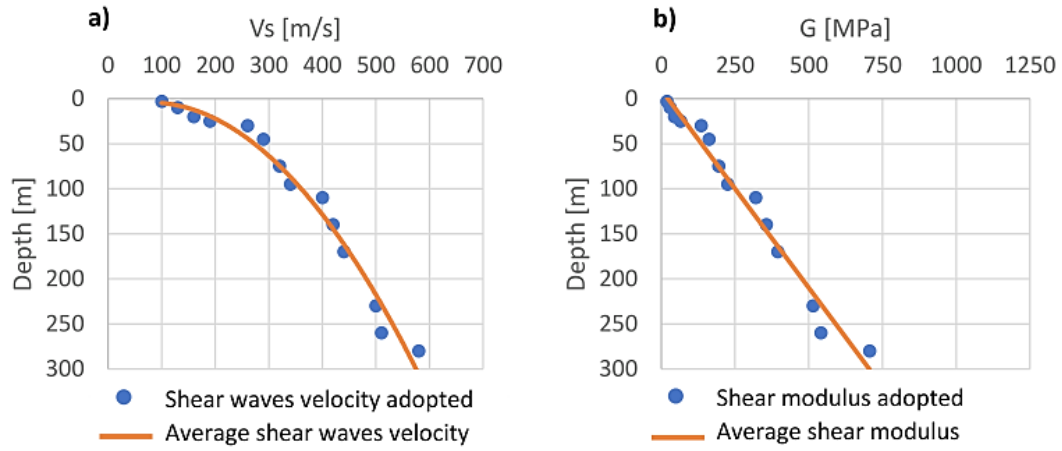 a)
Vs [m/s]
0 100 200 300 400 500 600 700
0
50
100
150
200
250
300
Depth [m]
Shear waves velocity adopted
Average shear waves velocity
b)
G [MPa]
0 250 500 750 1000 1250
0
50
100
150
200
250
300
Depth [m]
Shear modulus adopted
Average shear modulus